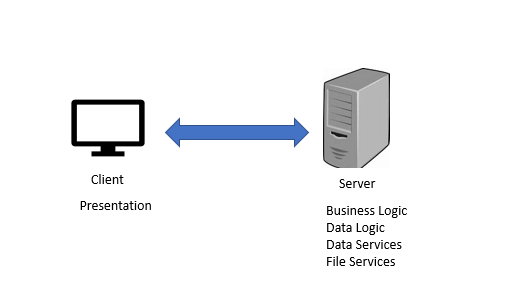 Client
Presentation
Server
Business Logic
Data Logic
Data Services
File Services